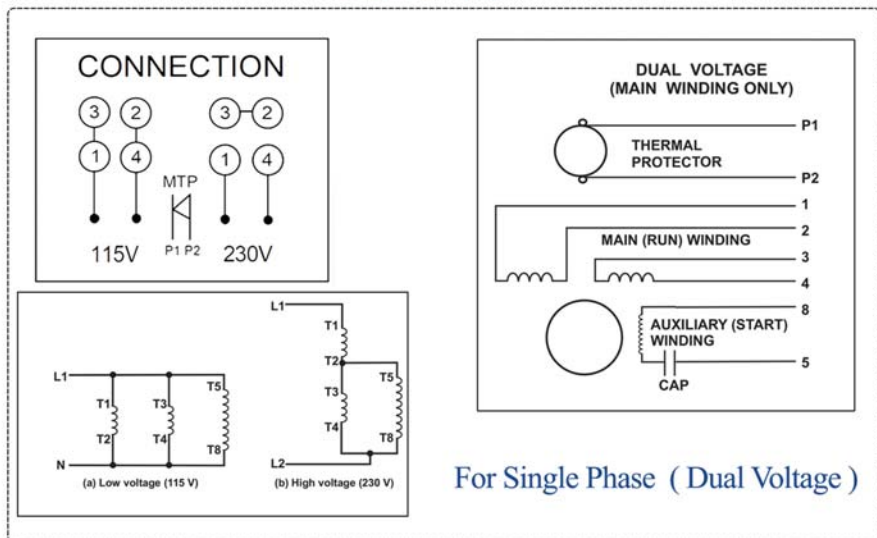 CONNECTION
3 2 3 2
1 4 1 4
MTP
115V P1 P2 230V
DUAL VOLTAGE
(MAIN WINDING ONLY)
P1
THERMAL
PROTECTOR
P2
1
2
MAIN (RUN) WINDING
3
4
8
AUXILIARY (START)
WINDING
5
CAP
L1
T1 T3 T5
T2 T4 T8
N
(a) Low voltage (115 V)
L1
T1
T2
T3 T5
T4 T8
L2
(b) High voltage (230 V)
For Single Phase ( Dual Voltage )